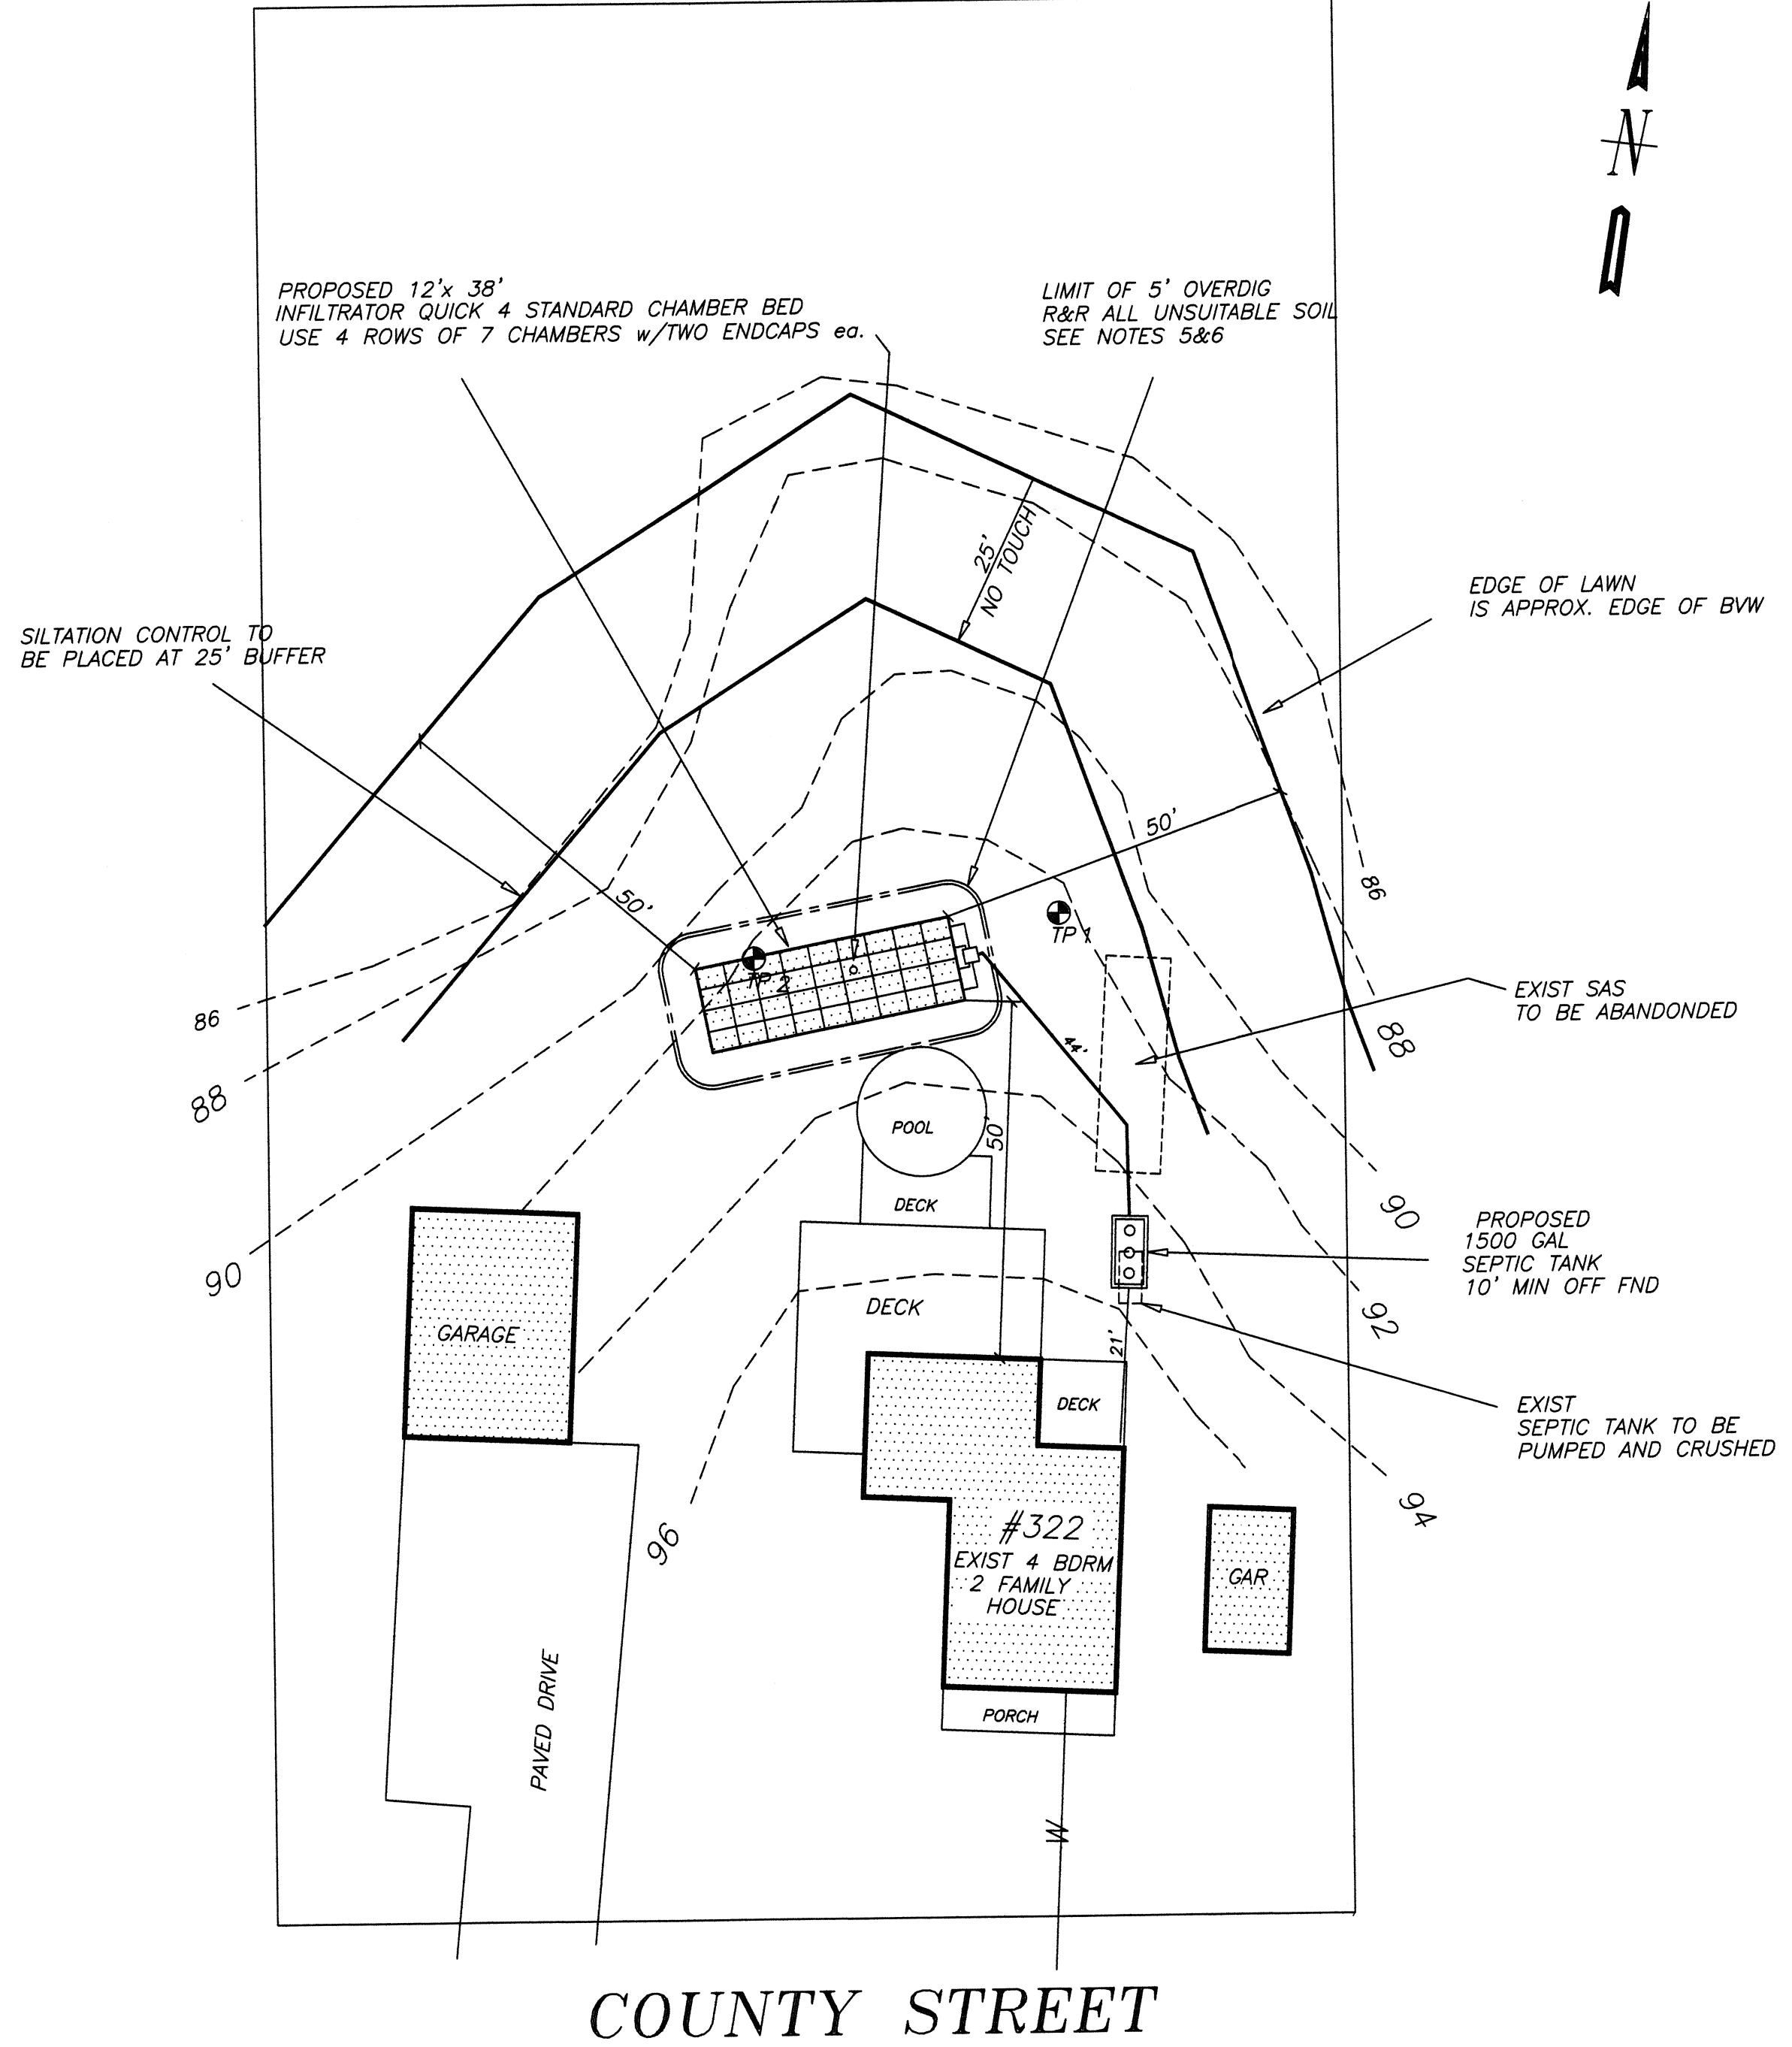 N
PROPOSED 12'x 38'
INFILTRATOR QUICK 4 STANDARD CHAMBER BED
USE 4 ROWS OF 7 CHAMBERS w/TWO ENDCAPS ea.
LIMIT OF 5' OVERDIG
R&R ALL UNSUITABLE SOIL
SEE NOTES 5&6
25'
NO TOUCH
EDGE OF LAWN
IS APPROX. EDGE OF BVW
SILTATION CONTROL TO
BE PLACED AT 25' BUFFER
50'
50'
86
TP 1
TP 2
EXIST SAS
TO BE ABANDONDED
86
88
44'
88
POOL
50'
DECK
90
PROPOSED
1500 GAL
SEPTIC TANK
10' MIN OFF FND
90
DECK
92
GARAGE
21'
DECK
EXIST
SEPTIC TANK TO BE
PUMPED AND CRUSHED
94
96
#322
EXIST 4 BDRM
2 FAMILY
HOUSE
GAR
PAVED DRIVE
PORCH
W
COUNTY STREET